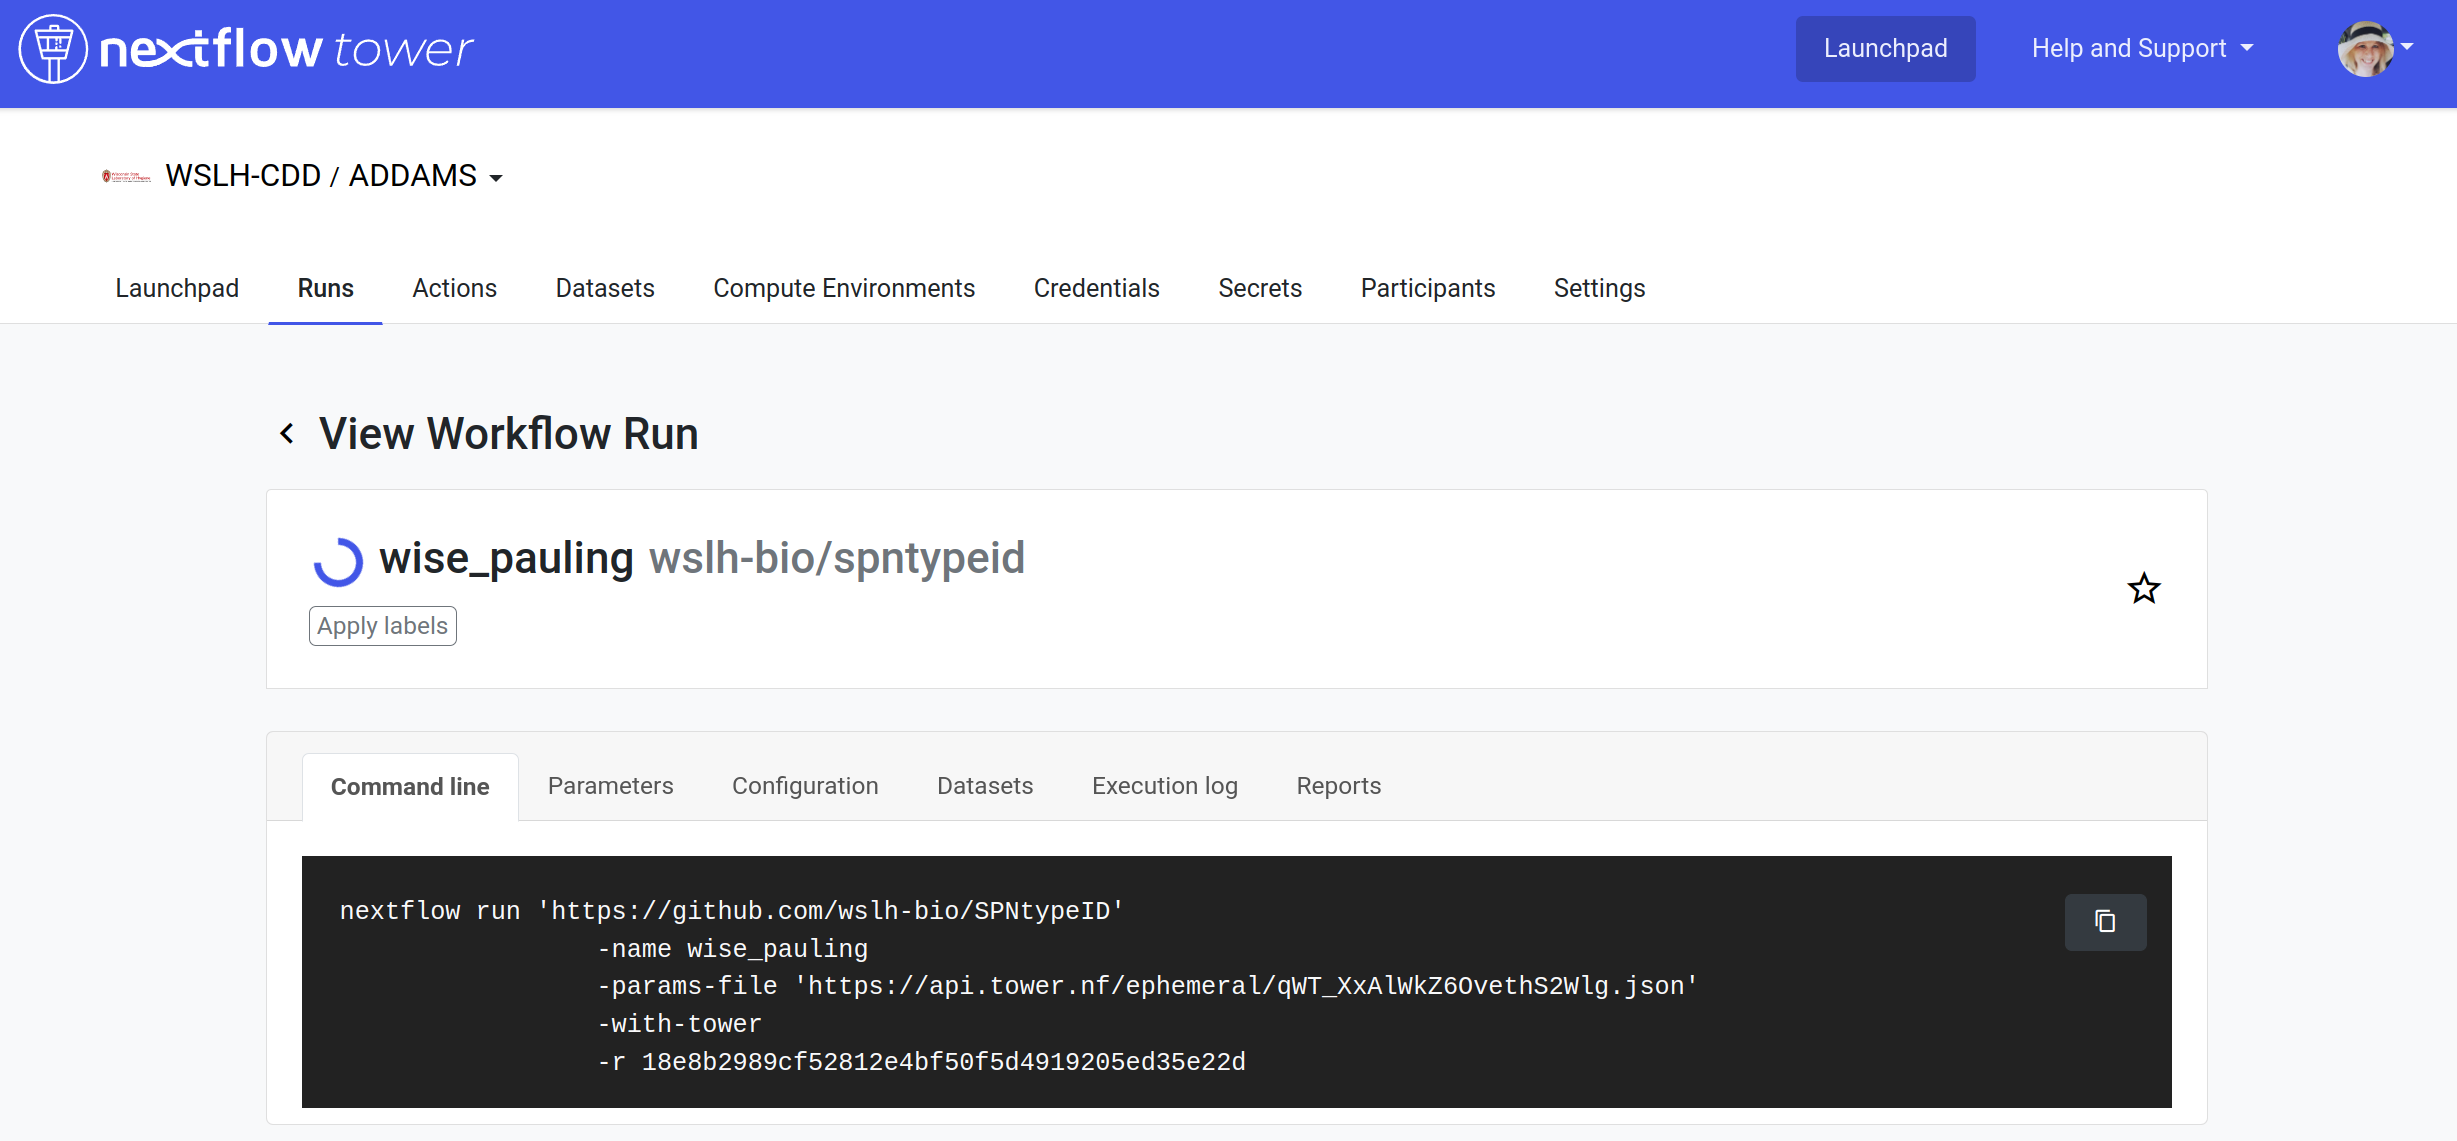 nextflow tower
Launchpad
Help and Support
WSLH-CDD / ADDAMS
Launchpad
Runs
Actions
Datasets
Compute Environments
Credentials
Secrets
Participants
Settings
View Workflow Run
wise_pauling wslh-bio/spntypeid
Apply labels
Command line
Parameters
Configuration
Datasets
Execution log
Reports
nextflow run 'https://github.com/wslh-bio/SPNtypeID'
-name wise_pauling
-params-file 'https://api.tower.nf/ephemeral/qWT_XxAlWkZ6OvethS2Wlg.json'
-with-tower
-r 18e8b2989cf52812e4bf50f5d4919205ed35e22d